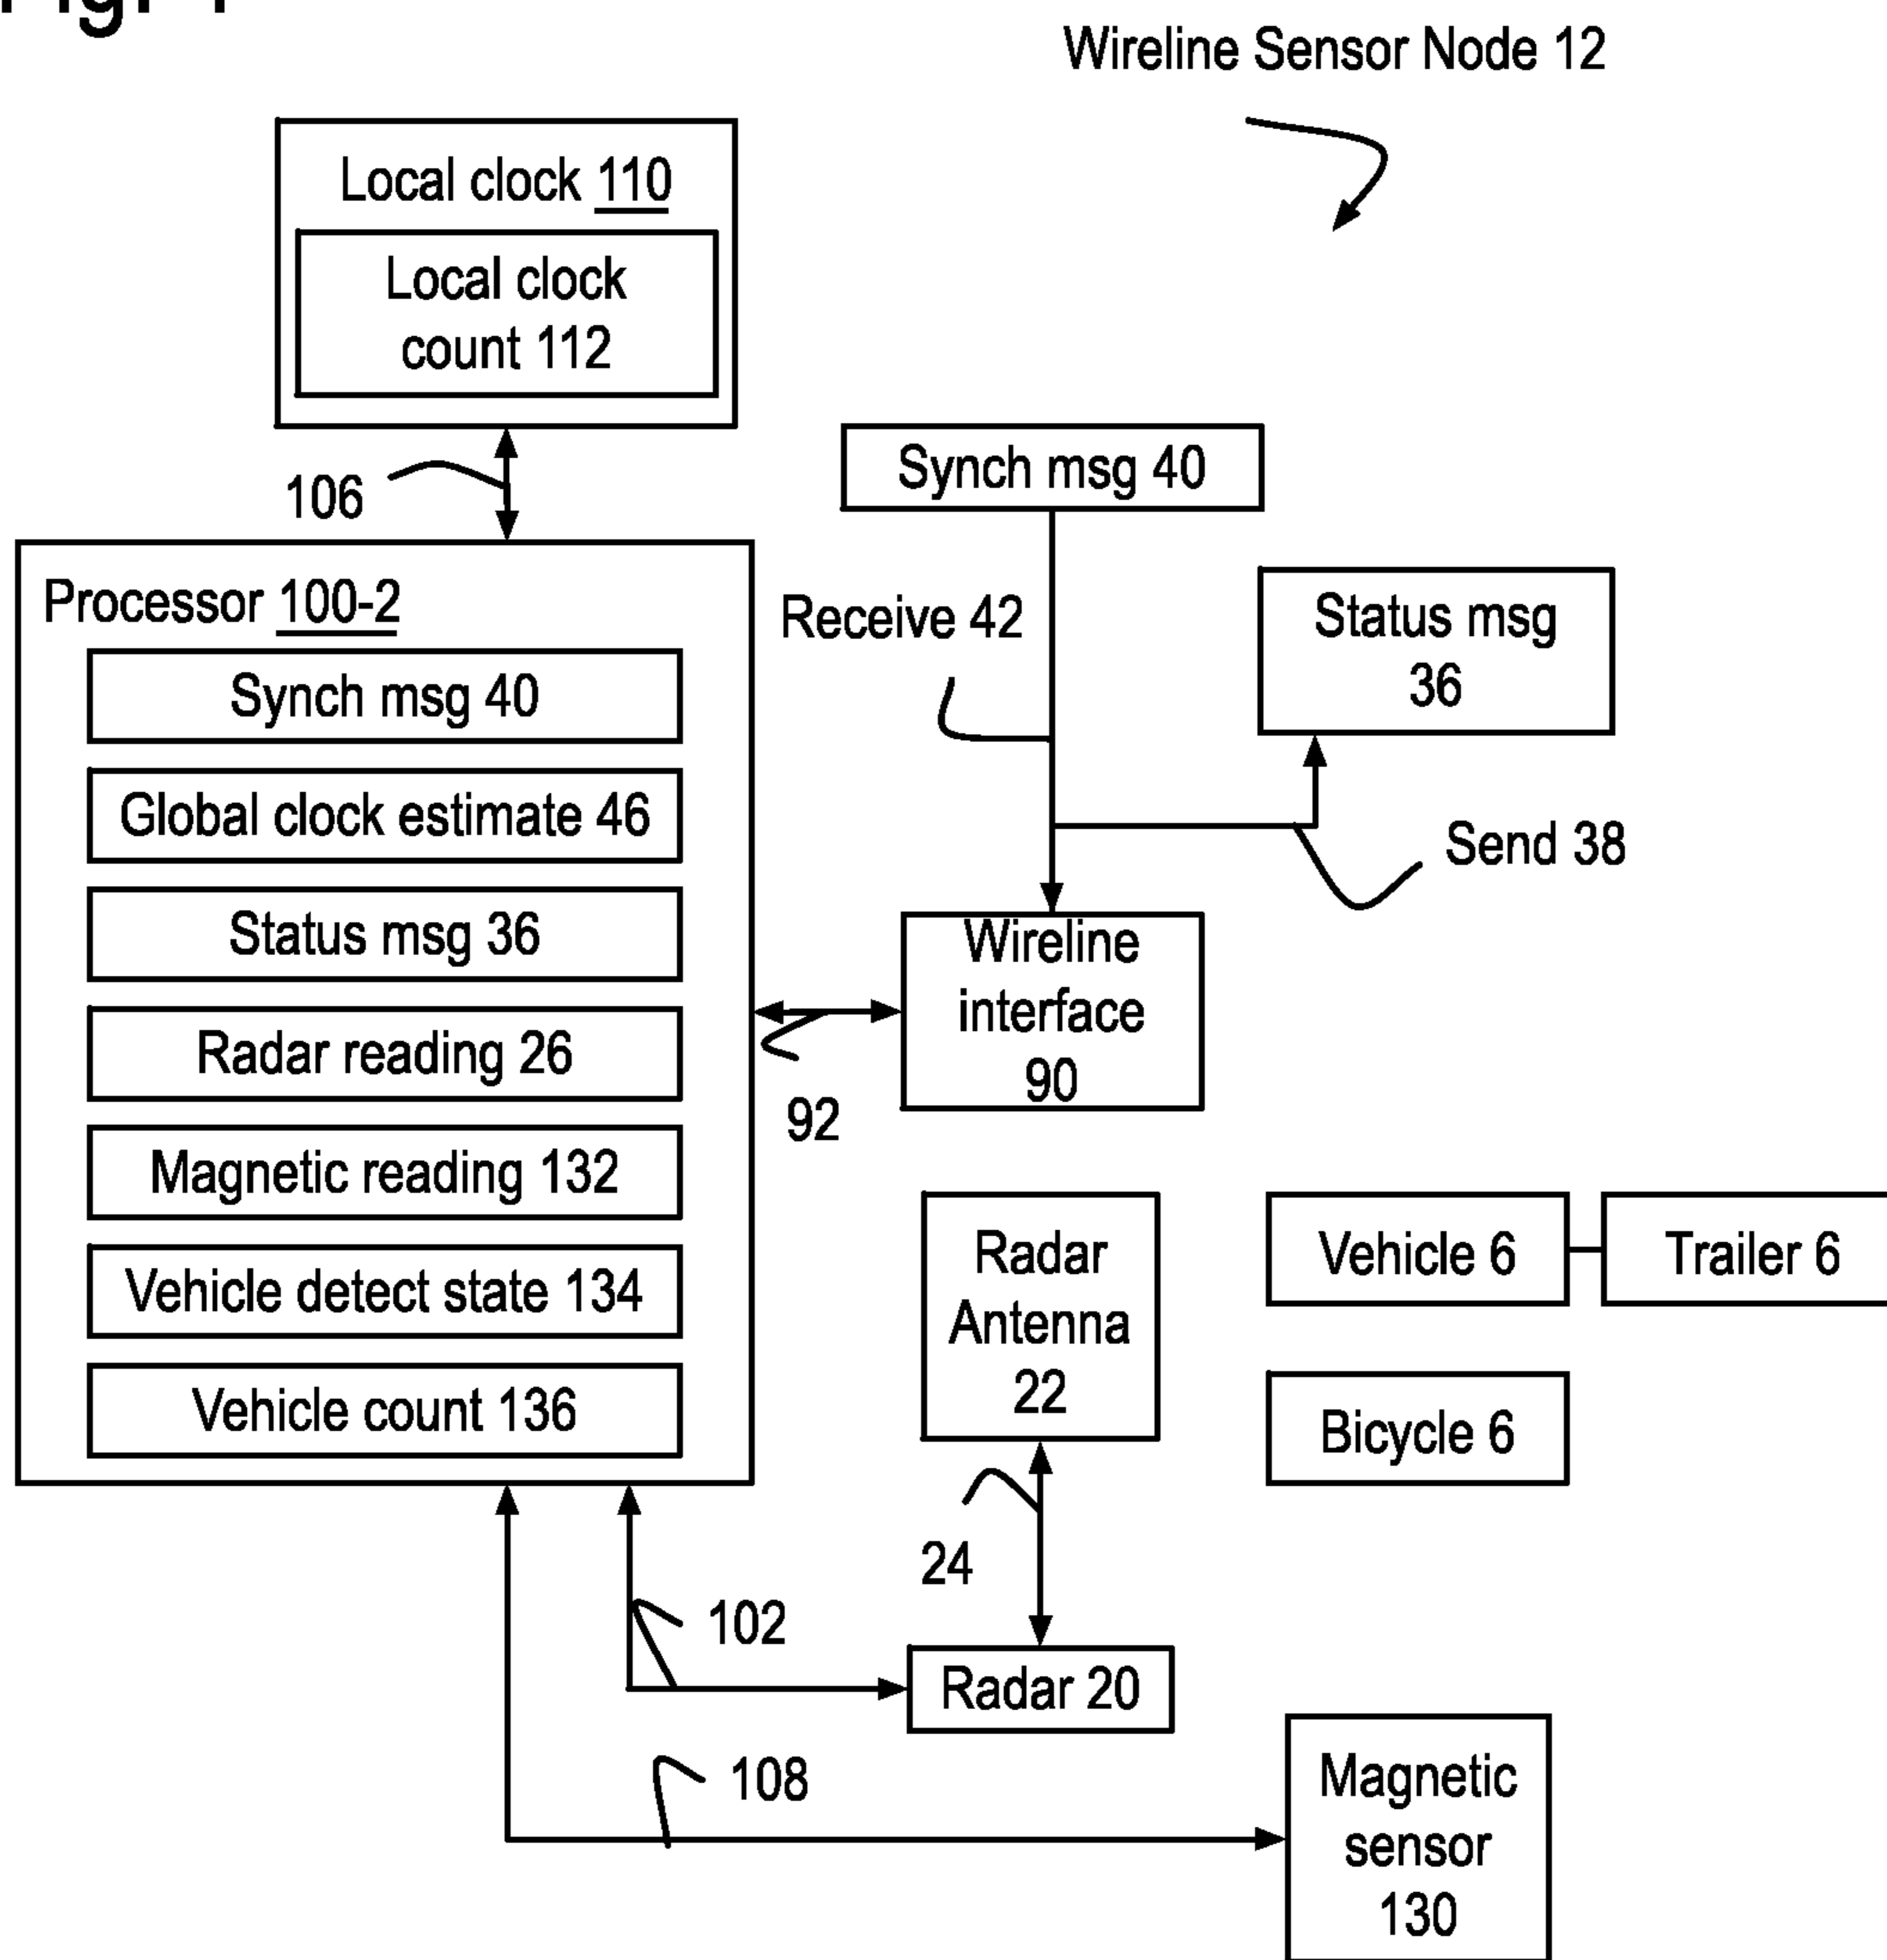 Wireline Sensor Node 12
Local clock 110
Local clock
count 112
106
Synch msg 40
Processor 100-2
Synch msg 40
Global clock estimate 46
Status msg 36
Radar reading 26
Magnetic reading 132
Vehicle detect state 134
Vehicle count 136
Receive 42
Status msg
36
Send 38
Wireline
interface
90
92
Radar
Antenna
22
Vehicle 6
Trailer 6
Bicycle 6
24
102
Radar 20
108
Magnetic
sensor
130